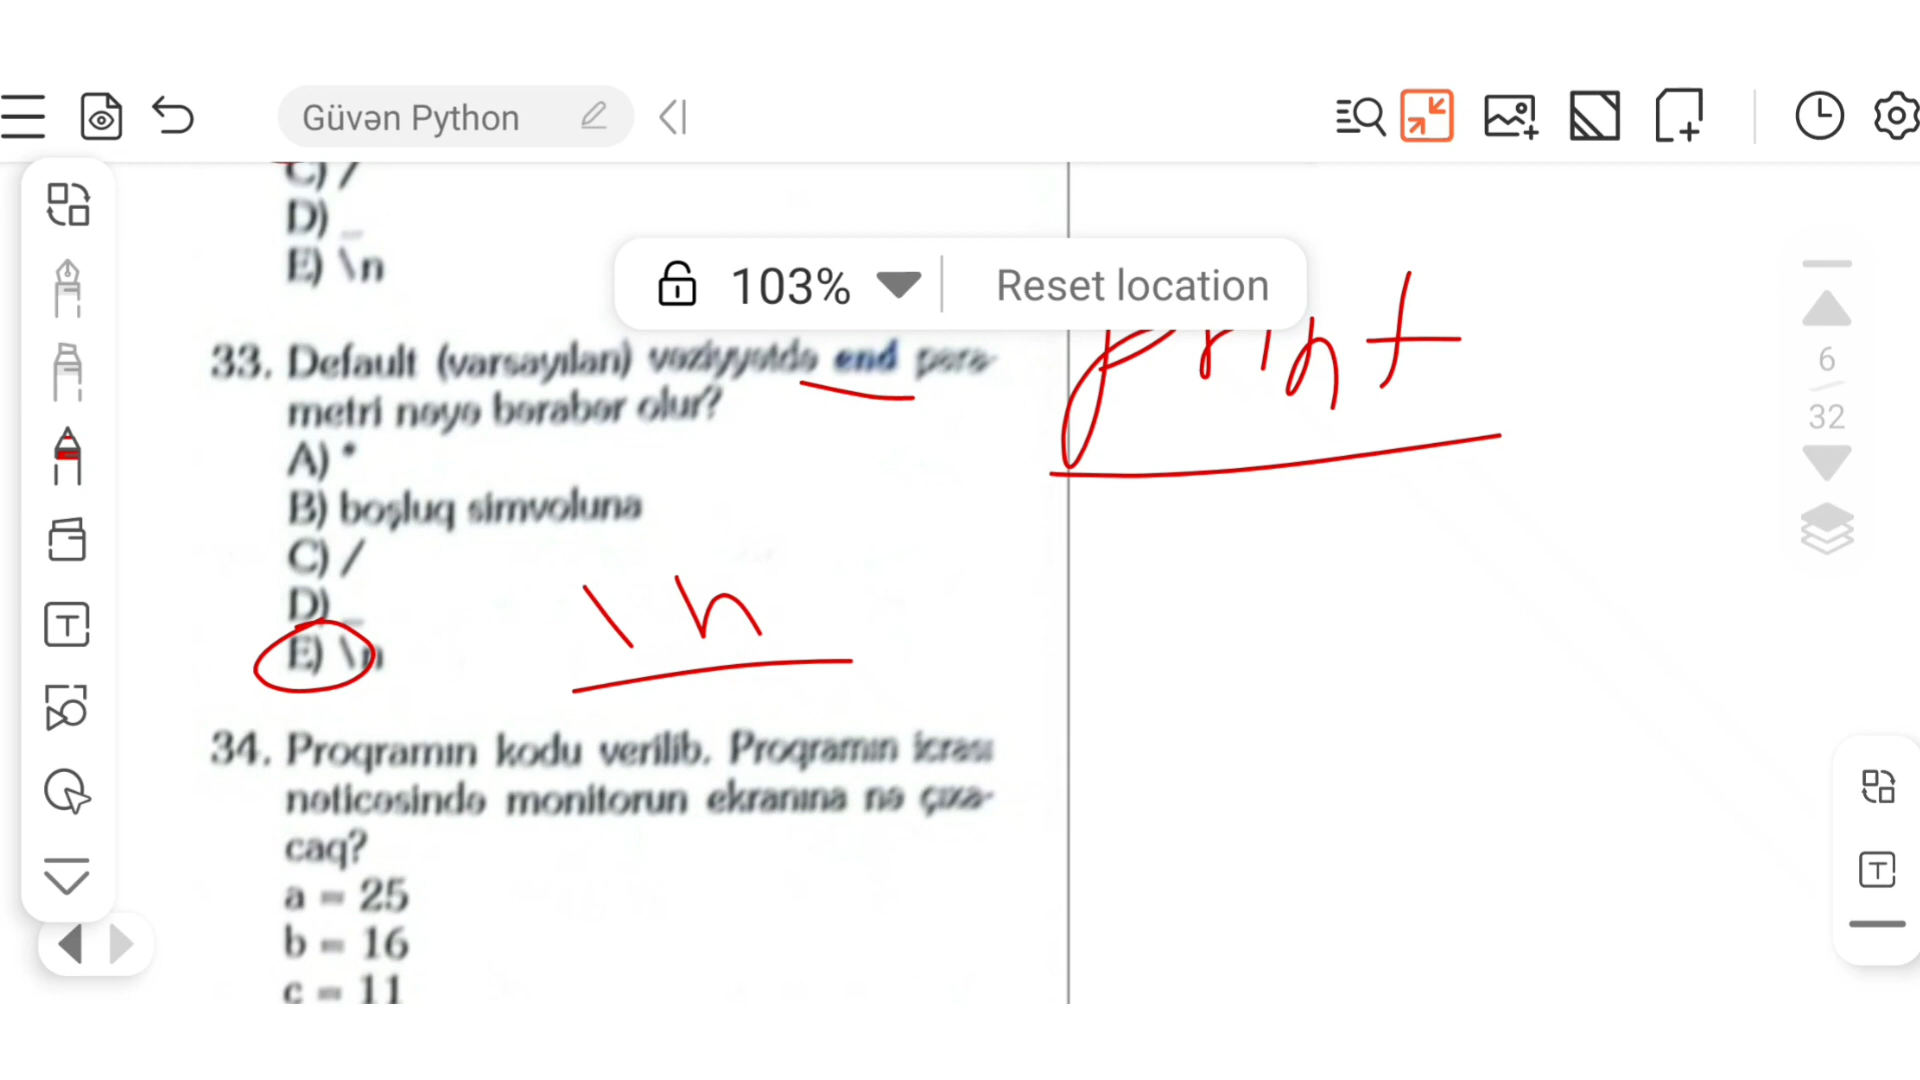 Güvən Python
C) /
D) _
E) \n
103% Reset location
33. Default (varsayılan) vəziyyətdə end para-
metri nəyə bərabər olur?
A) *
B) boşluq simvoluna
C) /
D) _
E) \n
\n
print
34. Proqramın kodu verilib. Proqramın icrası
nəticəsində monitorun ekranına nə çıxa-
caq?
a = 25
b = 16
c = 11
6
32